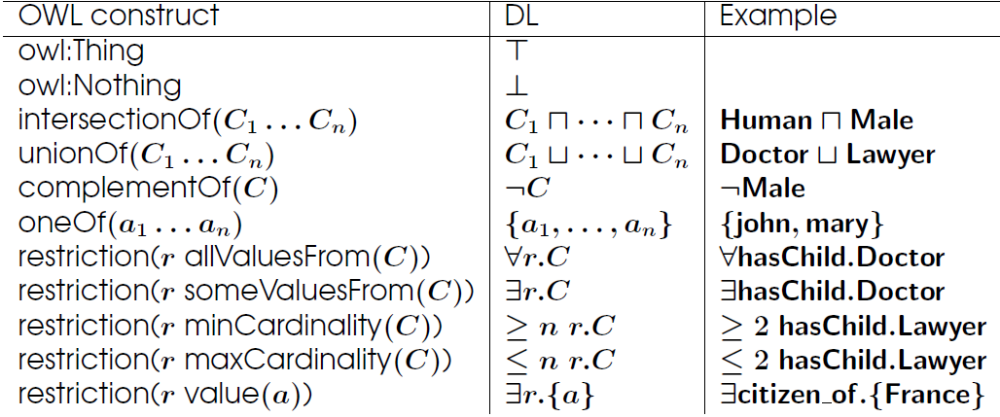 OWL construct DL Example
owl:Thing ⊤
owl:Nothing ⊥
intersectionOf(C₁ … Cₙ) C₁ ⊓ ⋯ ⊓ Cₙ Human ⊓ Male
unionOf(C₁ … Cₙ) C₁ ⊔ ⋯ ⊔ Cₙ Doctor ⊔ Lawyer
complementOf(C) ¬C ¬Male
oneOf(a₁ … aₙ) {a₁, …, aₙ} {john, mary}
restriction(r allValuesFrom(C)) ∀r.C ∀hasChild.Doctor
restriction(r someValuesFrom(C)) ∃r.C ∃hasChild.Doctor
restriction(r minCardinality(C)) ≥ n r.C ≥ 2 hasChild.Lawyer
restriction(r maxCardinality(C)) ≤ n r.C ≤ 2 hasChild.Lawyer
restriction(r value(a)) ∃r.{a} ∃citizen_of.{France}